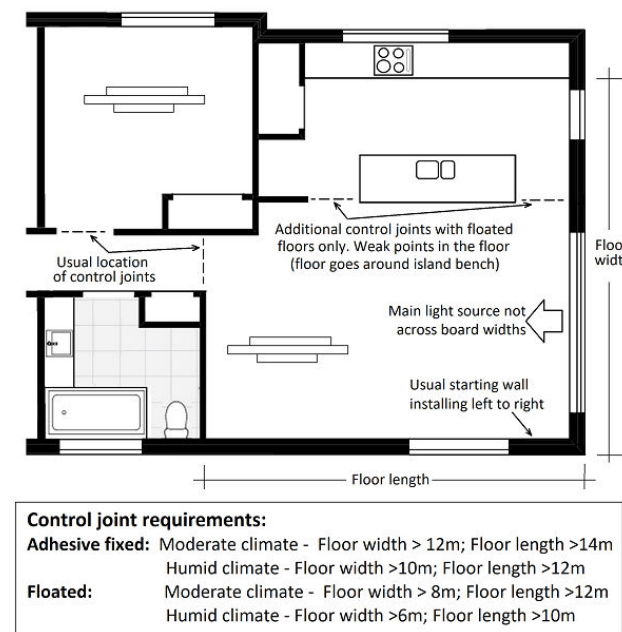 Additional control joints with floated
floors only. Weak points in the floor
(floor goes around island bench)
Usual location
of control joints
Floo
width
Main light source not
across board widths
Usual starting wall
installing left to right
Floor length
Control joint requirements:
Adhesive fixed: Moderate climate - Floor width > 12m; Floor length >14m
Humid climate - Floor width >10m; Floor length >12m
Floated: Moderate climate - Floor width > 8m; Floor length >12m
Humid climate - Floor width >6m; Floor length >10m